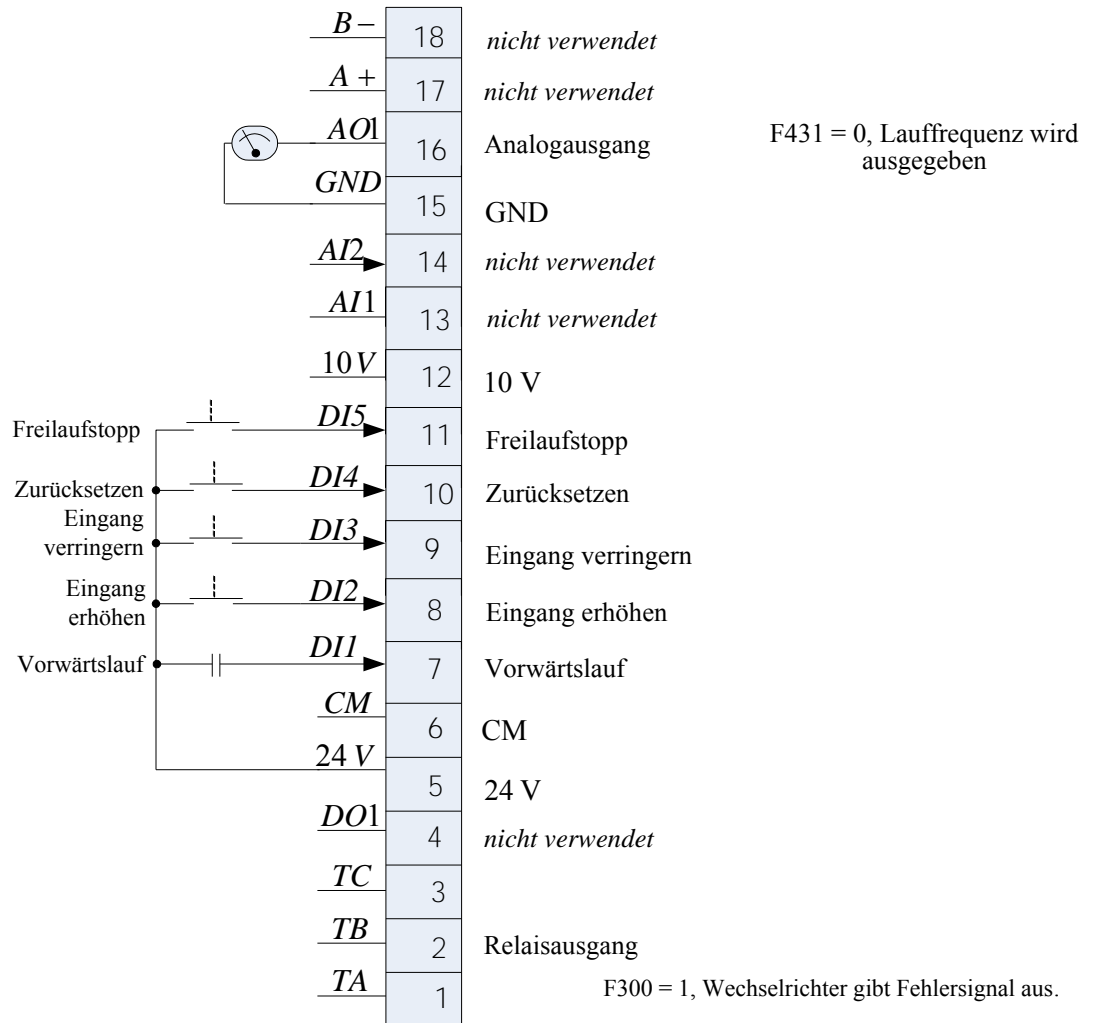 B −
18
nicht verwendet
A +
17
nicht verwendet
AO1
16
Analogausgang
F431 = 0, Lauffrequenz wird
ausgegeben
GND
15
GND
AI2
14
nicht verwendet
AI1
13
nicht verwendet
10 V
12
10 V
Freilaufstopp
DI5
11
Freilaufstopp
Zurücksetzen
DI4
10
Zurücksetzen
Eingang
verringern
DI3
9
Eingang verringern
Eingang
erhöhen
DI2
8
Eingang erhöhen
Vorwärtslauf
DI1
7
Vorwärtslauf
CM
6
CM
24 V
5
24 V
DO1
4
nicht verwendet
TC
3
TB
2
Relaisausgang
TA
1
F300 = 1, Wechselrichter gibt Fehlersignal aus.